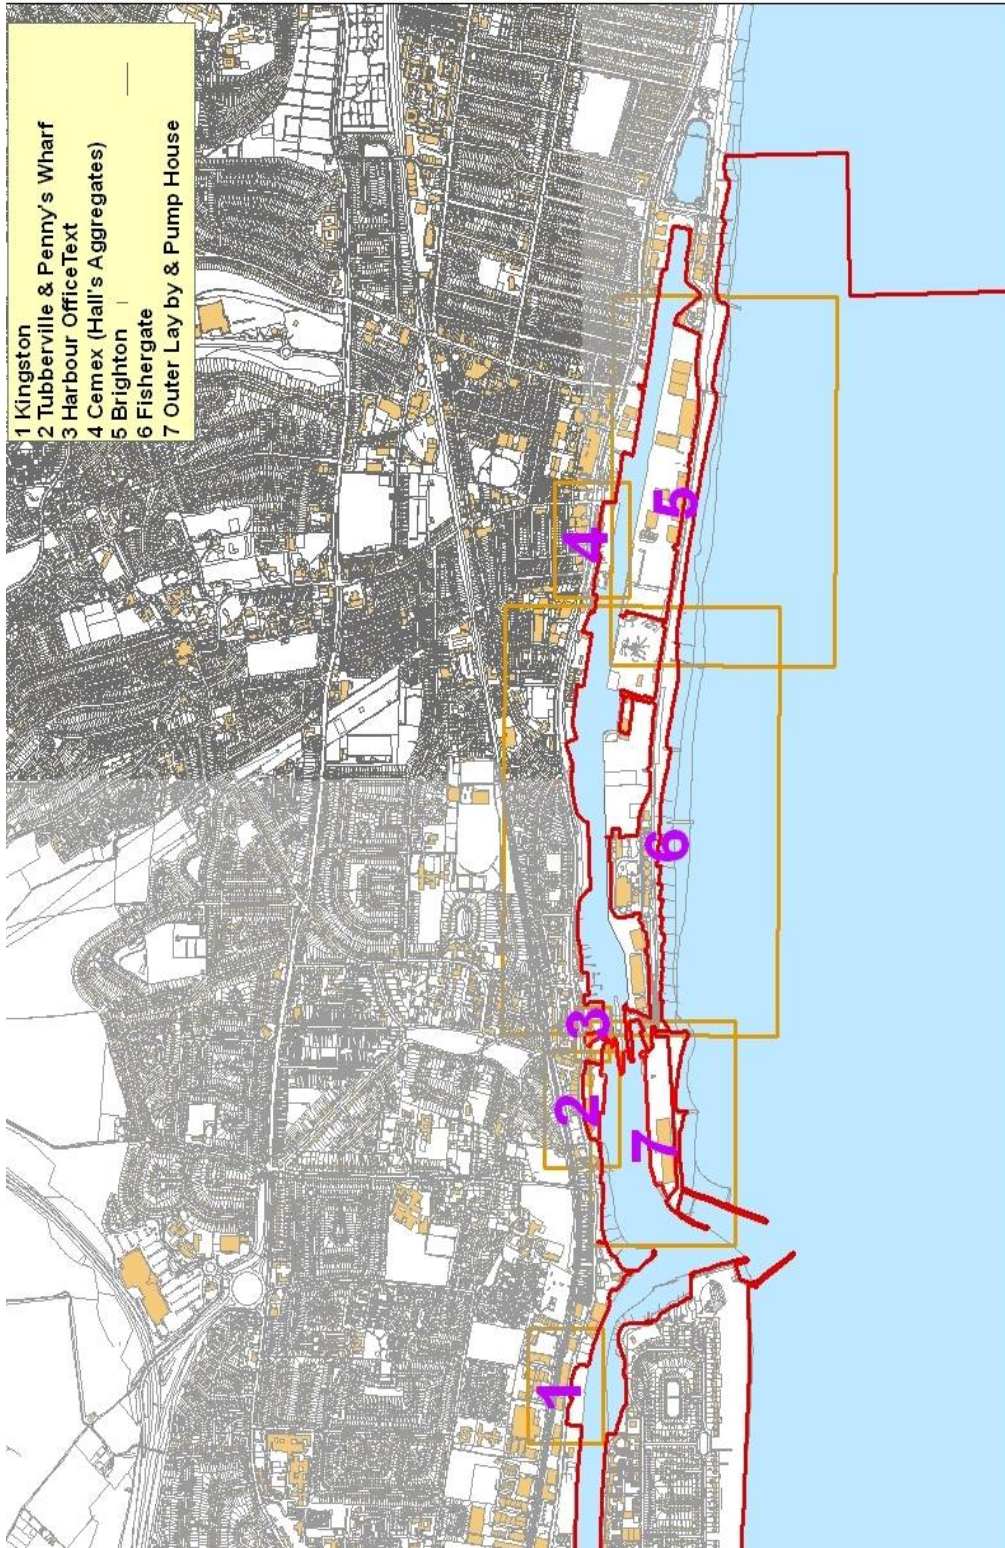 1 Kingston
2 Tubberville & Penny's Wharf
3 Harbour OfficeText
4 Cemex (Hall's Aggregates)
5 Brighton
6 Fishergate
7 Outer Lay by & Pump House
1
2
3
4
5
6
7